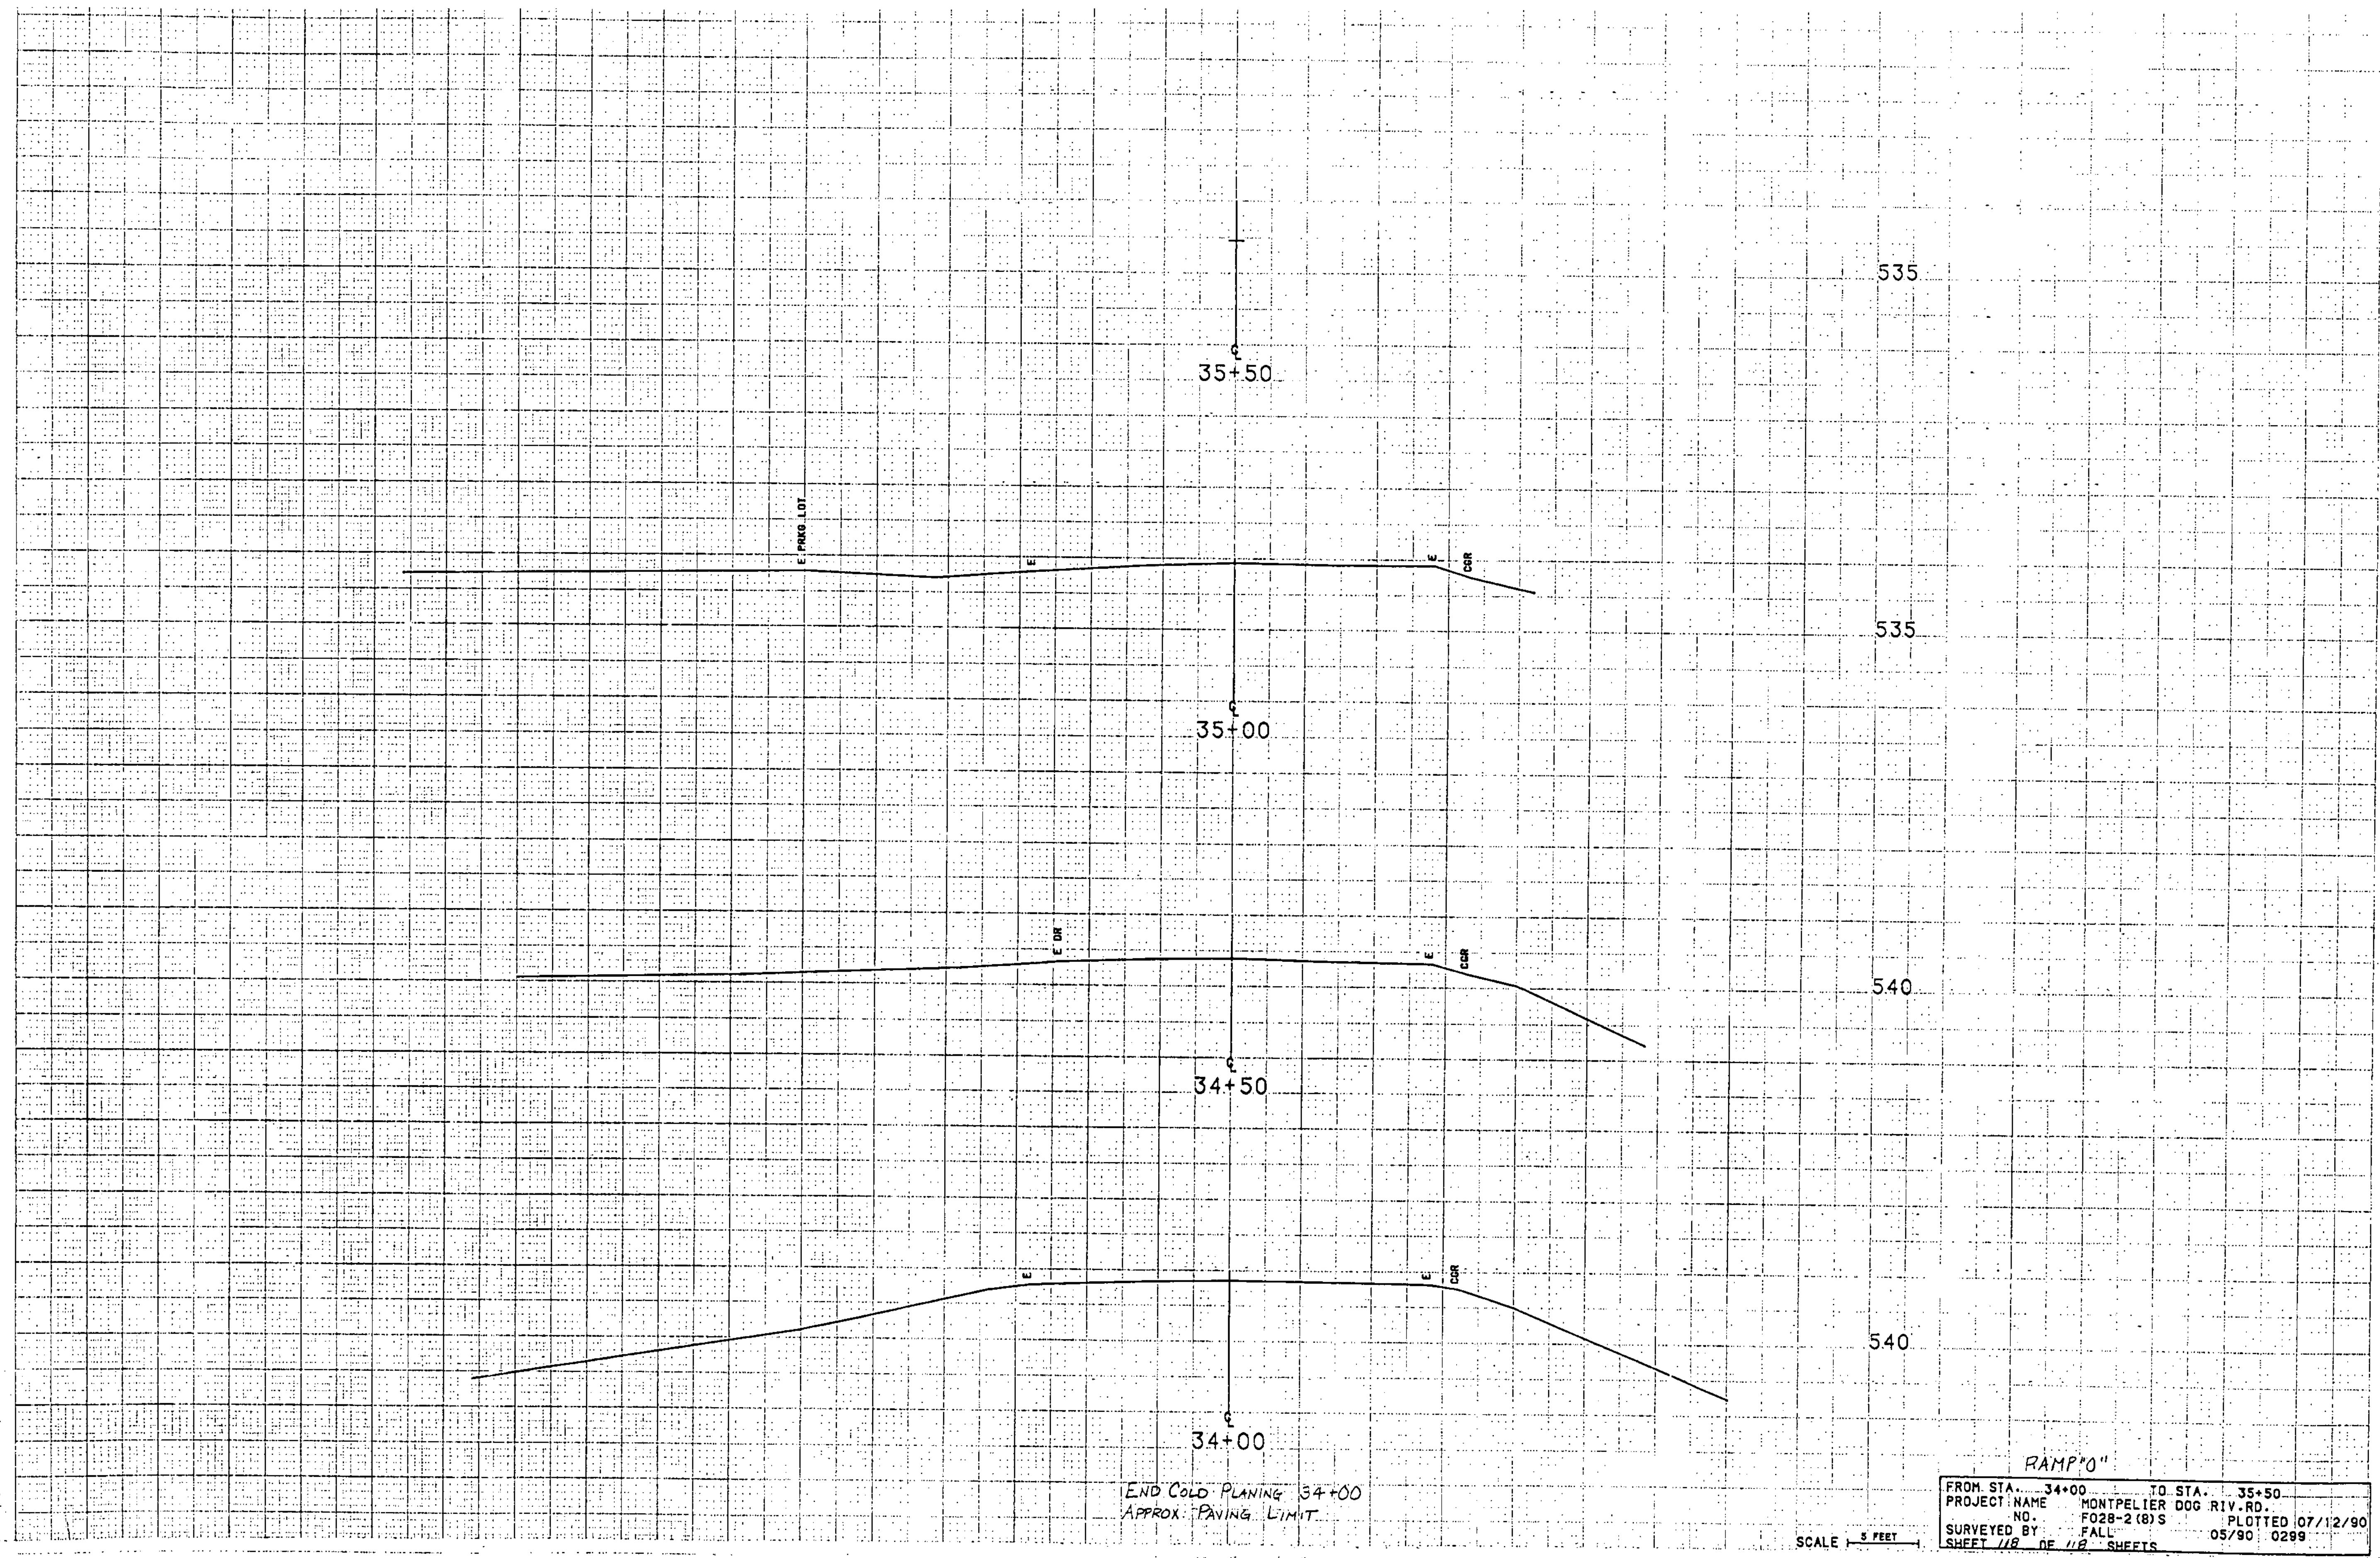 535
C̲L
35+50
E PRKG LOT
E
E
CGR
535
C̲L
35+00
E DR
E
CGR
540
C̲L
34+50
E
E
CGR
540
C̲L
34+00
END COLD PLANING 34+00
APPROX. PAVING LIMIT
SCALE 5 FEET
RAMP "O"
FROM STA. 34+00 TO STA. 35+50
PROJECT NAME MONTPELIER DOG RIV.RD.
NO. F028-2(8)S PLOTTED 07/12/90
SURVEYED BY FALL 05/90 0299
SHEET 118 OF 118 SHEETS